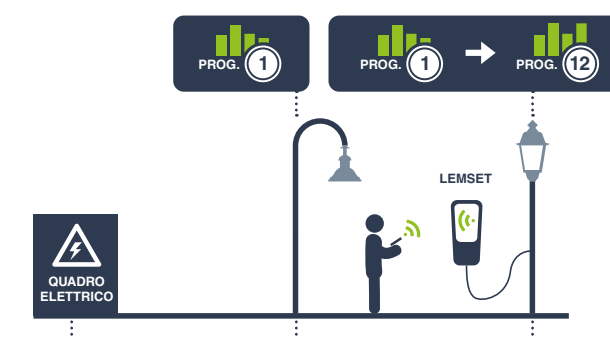 PROG. 1
PROG. 1
PROG. 12
LEMSET
QUADRO
ELETTRICO